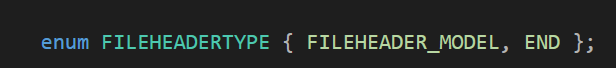 enum FILEHEADERTYPE { FILEHEADER_MODEL, END };